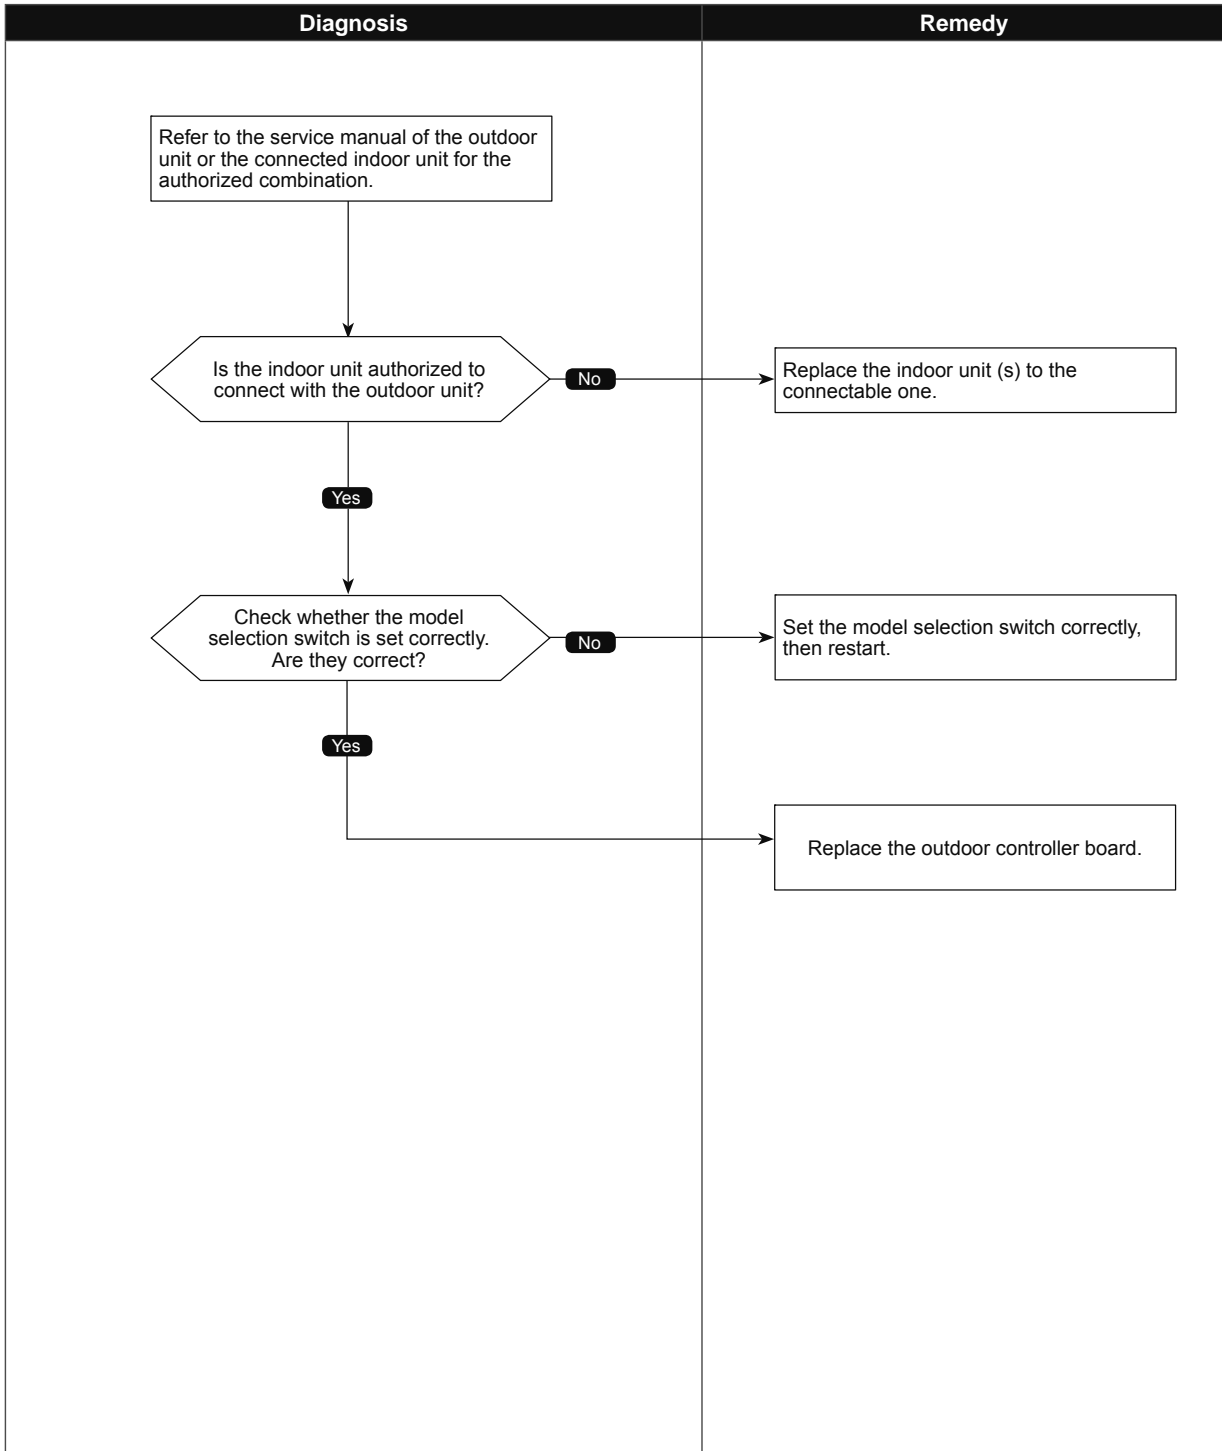 Diagnosis
Remedy
Refer to the service manual of the outdoor
unit or the connected indoor unit for the
authorized combination.
Is the indoor unit authorized to
connect with the outdoor unit?
No
Replace the indoor unit (s) to the
connectable one.
Yes
Check whether the model
selection switch is set correctly.
Are they correct?
No
Set the model selection switch correctly,
then restart.
Yes
Replace the outdoor controller board.